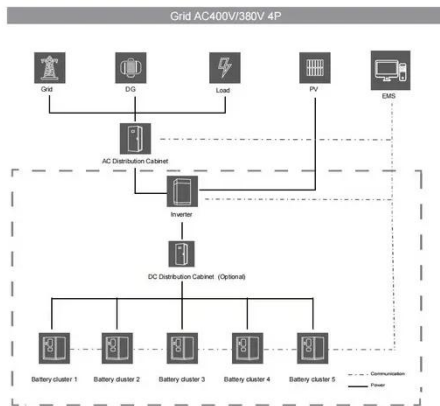 Grid AC400V/380V 4P
Grid
DG
Load
PV
EMS
AC Distribution Cabinet
Inverter
DC Distribution Cabinet (Optional)
Battery cluster 1
Battery cluster 2
Battery cluster 3
Battery cluster 4
Battery cluster 5
Communication
Power